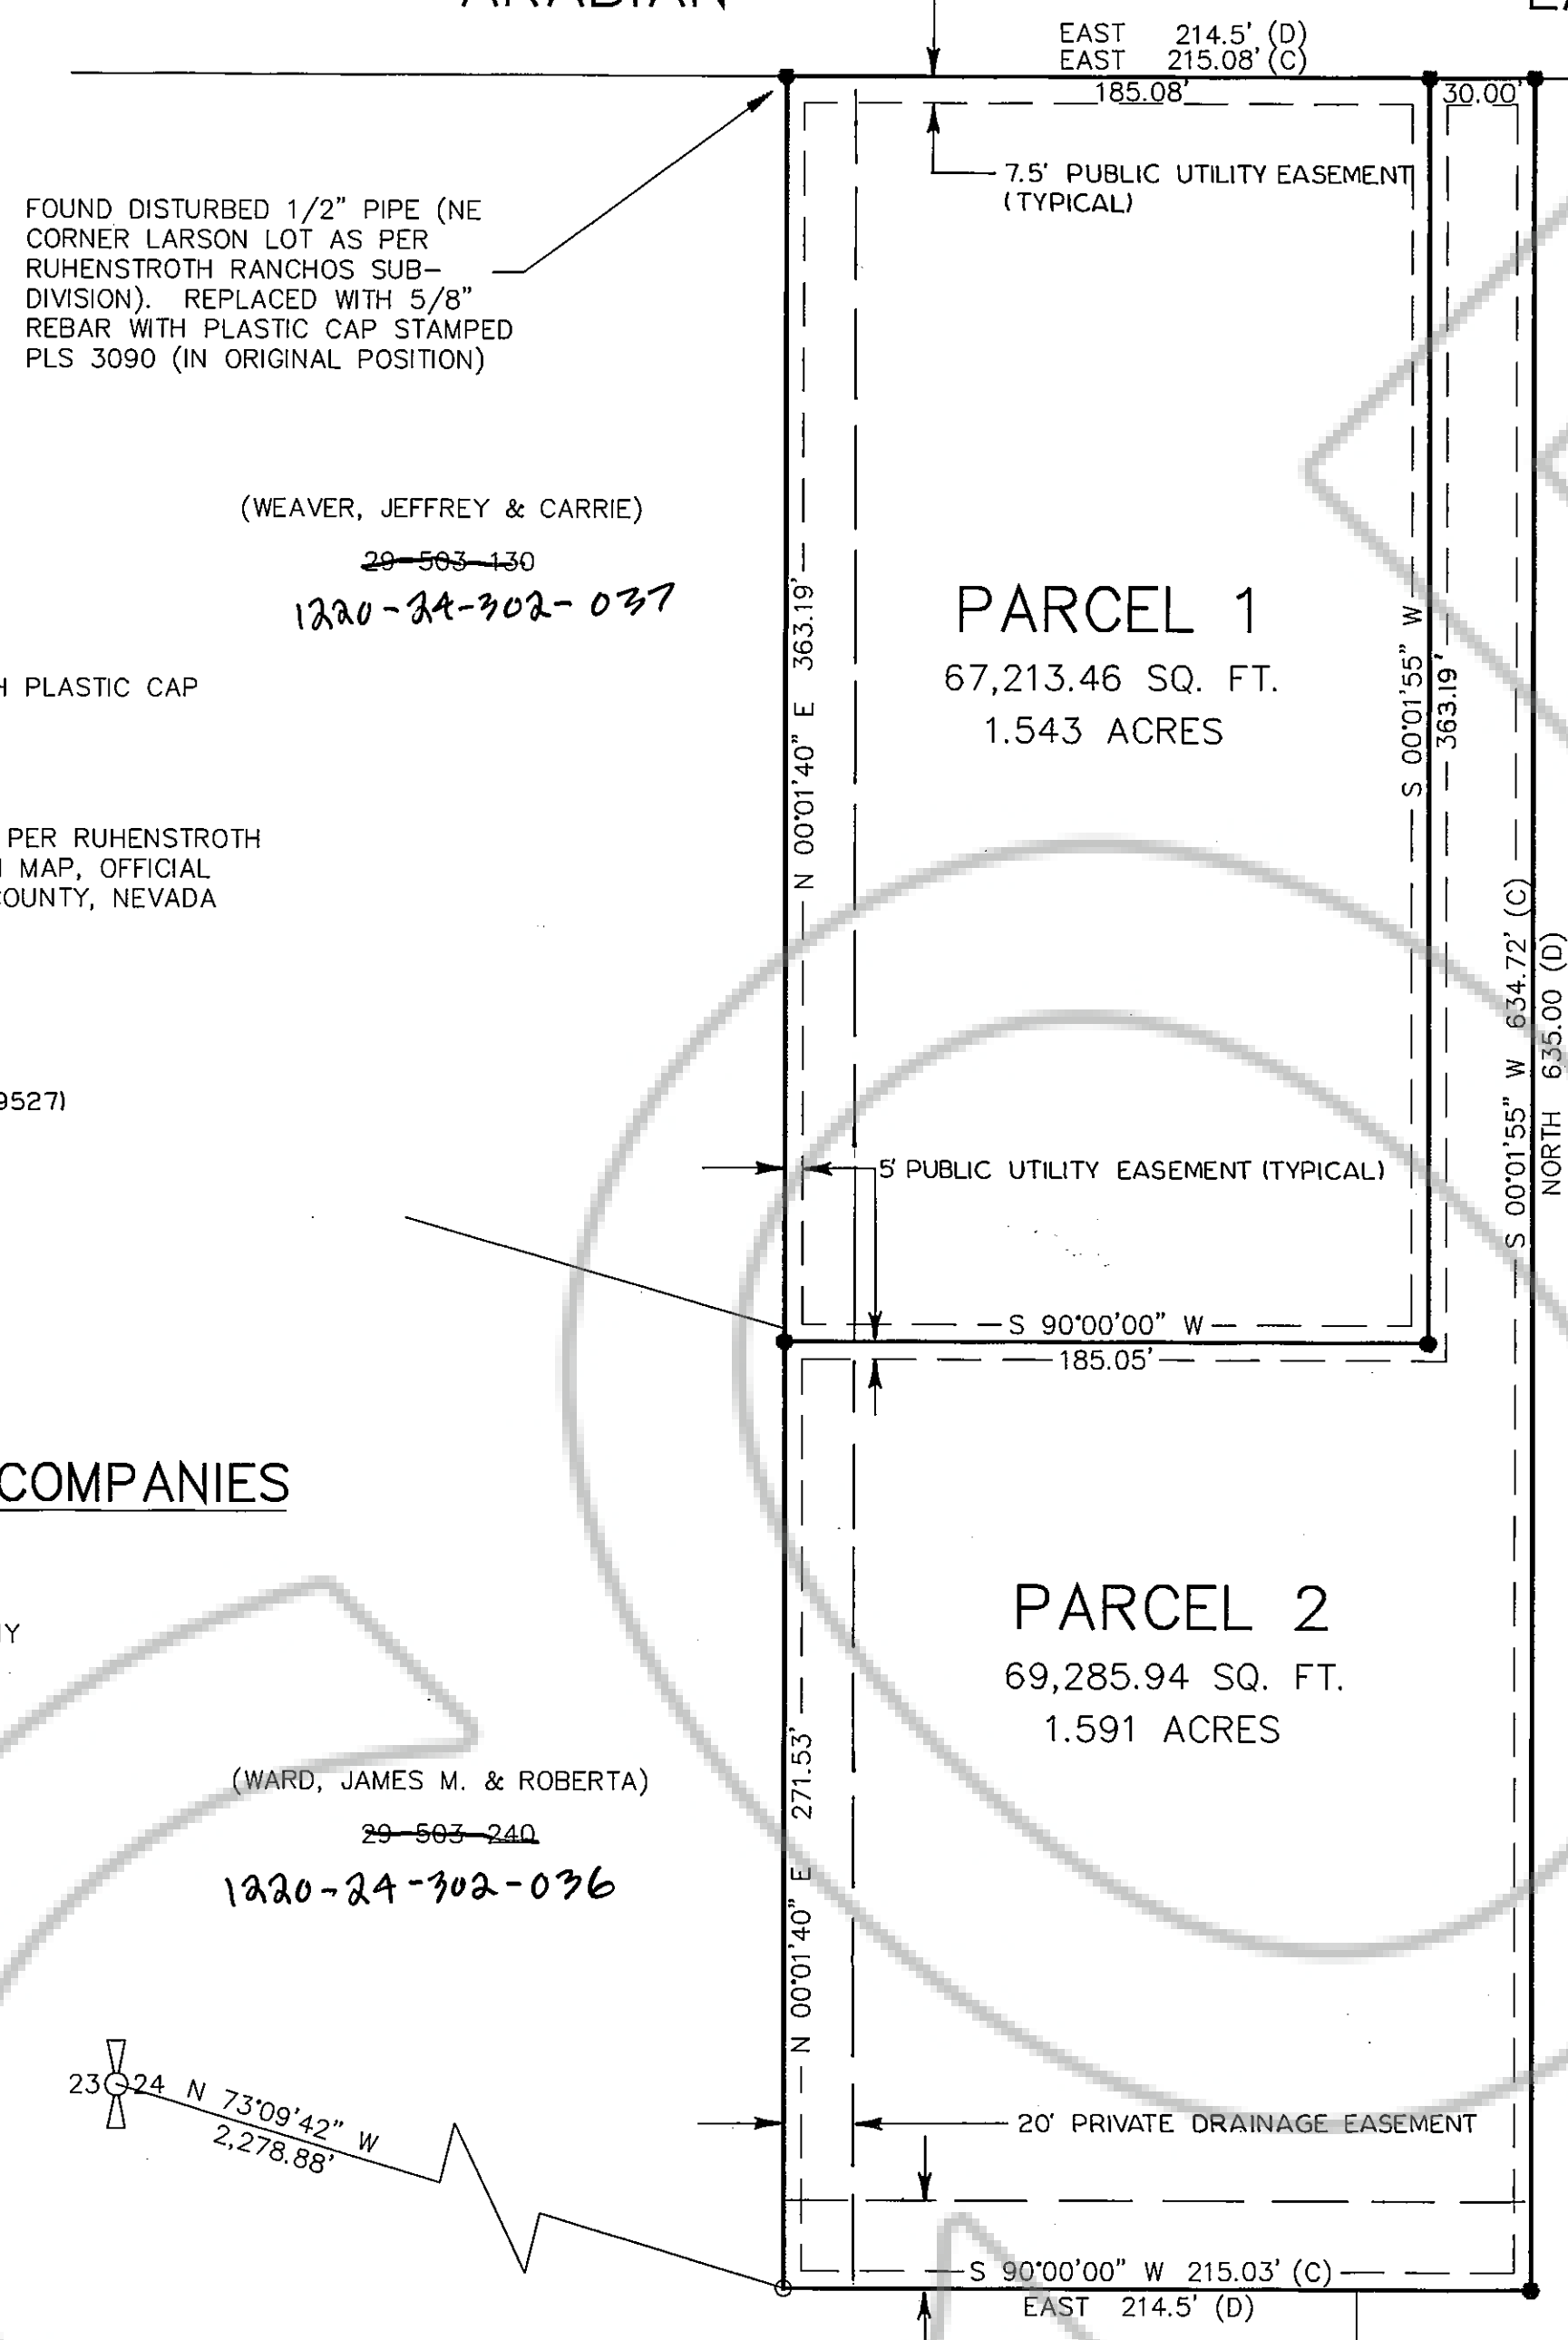 EAST 214.5' (D)
EAST 215.08' (C)
185.08'
30.00'
7.5' PUBLIC UTILITY EASEMENT
(TYPICAL)
FOUND DISTURBED 1/2" PIPE (NE
CORNER LARSON LOT AS PER
RUHENSTROTH RANCHOS SUB-
DIVISION). REPLACED WITH 5/8"
REBAR WITH PLASTIC CAP STAMPED
PLS 3090 (IN ORIGINAL POSITION)
(WEAVER, JEFFREY & CARRIE)
29-503-130
1220-24-302-037
PARCEL 1
67,213.46 SQ. FT.
1.543 ACRES
N 00°01'40" E 363.19'
S 00°01'55" W
363.19'
H PLASTIC CAP
PER RUHENSTROTH
MAP, OFFICIAL
COUNTY, NEVADA
S 00°01'55" W 634.72' (C)
NORTH 635.00 (D)
9527)
5' PUBLIC UTILITY EASEMENT (TYPICAL)
S 90°00'00" W
185.05'
COMPANIES
PARCEL 2
69,285.94 SQ. FT.
1.591 ACRES
Y
(WARD, JAMES M. & ROBERTA)
29-503-240
1220-24-302-036
N 00°01'40" E 271.53'
23 24
N 73°09'42" W
2,278.88'
20' PRIVATE DRAINAGE EASEMENT
S 90°00'00" W 215.03' (C)
EAST 214.5' (D)